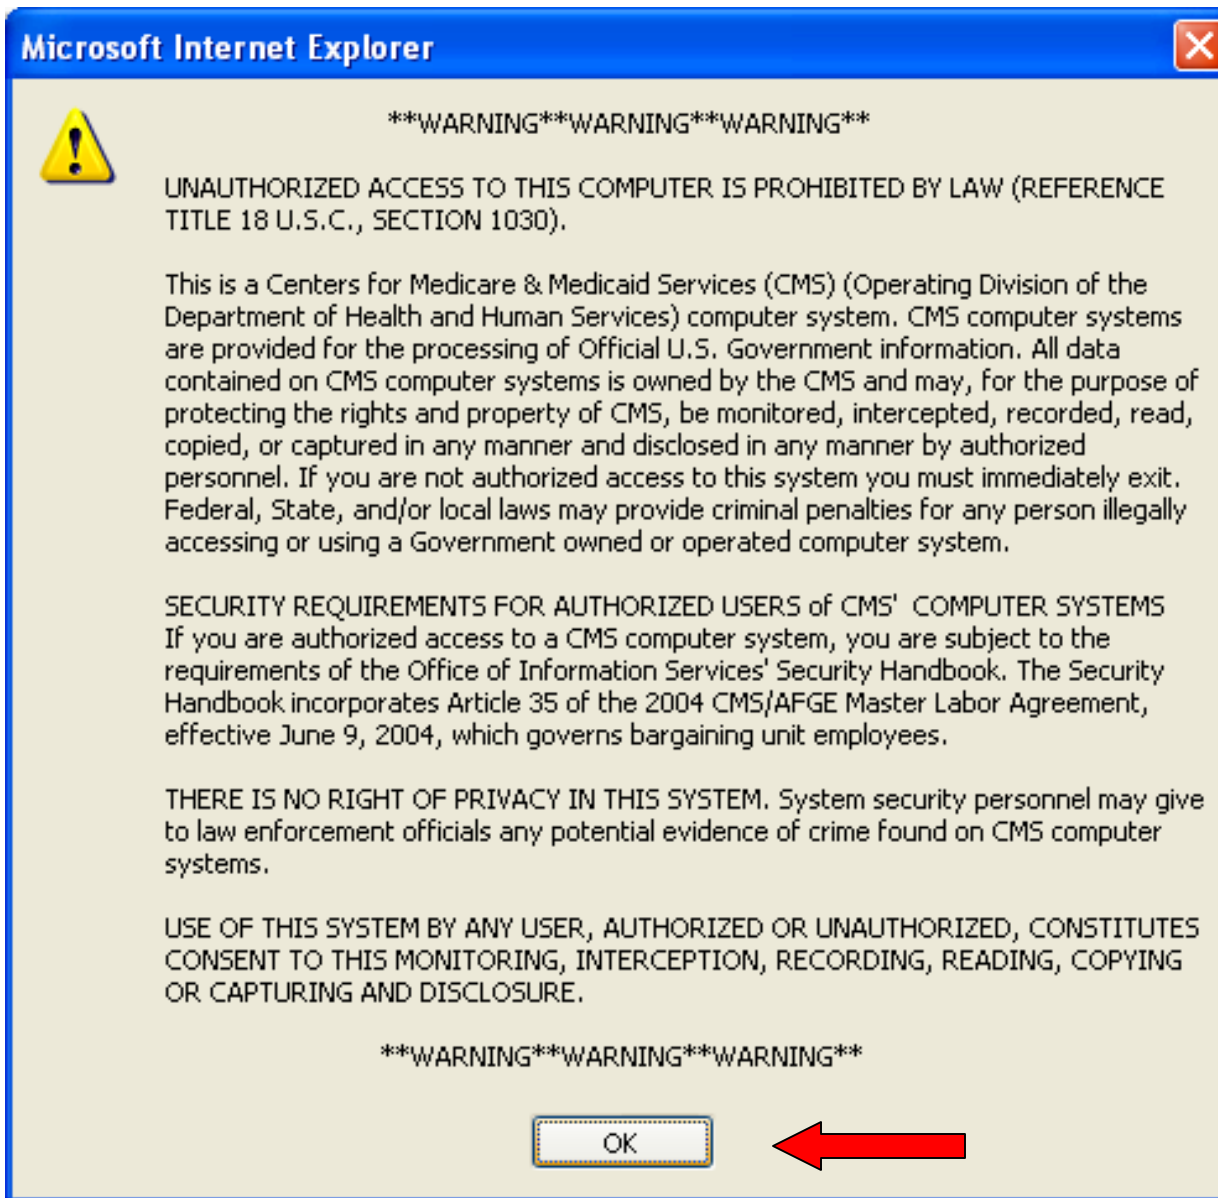 Microsoft Internet Explorer
**WARNING**WARNING**WARNING**
UNAUTHORIZED ACCESS TO THIS COMPUTER IS PROHIBITED BY LAW (REFERENCE
TITLE 18 U.S.C., SECTION 1030).
This is a Centers for Medicare & Medicaid Services (CMS) (Operating Division of the
Department of Health and Human Services) computer system. CMS computer systems
are provided for the processing of Official U.S. Government information. All data
contained on CMS computer systems is owned by the CMS and may, for the purpose of
protecting the rights and property of CMS, be monitored, intercepted, recorded, read,
copied, or captured in any manner and disclosed in any manner by authorized
personnel. If you are not authorized access to this system you must immediately exit.
Federal, State, and/or local laws may provide criminal penalties for any person illegally
accessing or using a Government owned or operated computer system.
SECURITY REQUIREMENTS FOR AUTHORIZED USERS of CMS'  COMPUTER SYSTEMS
If you are authorized access to a CMS computer system, you are subject to the
requirements of the Office of Information Services' Security Handbook. The Security
Handbook incorporates Article 35 of the 2004 CMS/AFGE Master Labor Agreement,
effective June 9, 2004, which governs bargaining unit employees.
THERE IS NO RIGHT OF PRIVACY IN THIS SYSTEM. System security personnel may give
to law enforcement officials any potential evidence of crime found on CMS computer
systems.
USE OF THIS SYSTEM BY ANY USER, AUTHORIZED OR UNAUTHORIZED, CONSTITUTES
CONSENT TO THIS MONITORING, INTERCEPTION, RECORDING, READING, COPYING
OR CAPTURING AND DISCLOSURE.
**WARNING**WARNING**WARNING**
OK